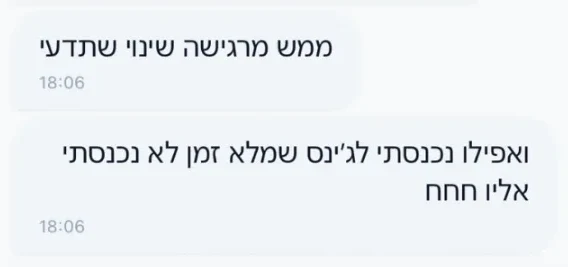 ממש מרגישה שינוי שתדעי
18:06
ואפילו נכנסתי לג׳ינס שמלא זמן לא נכנסתי
אליו חחח
18:06